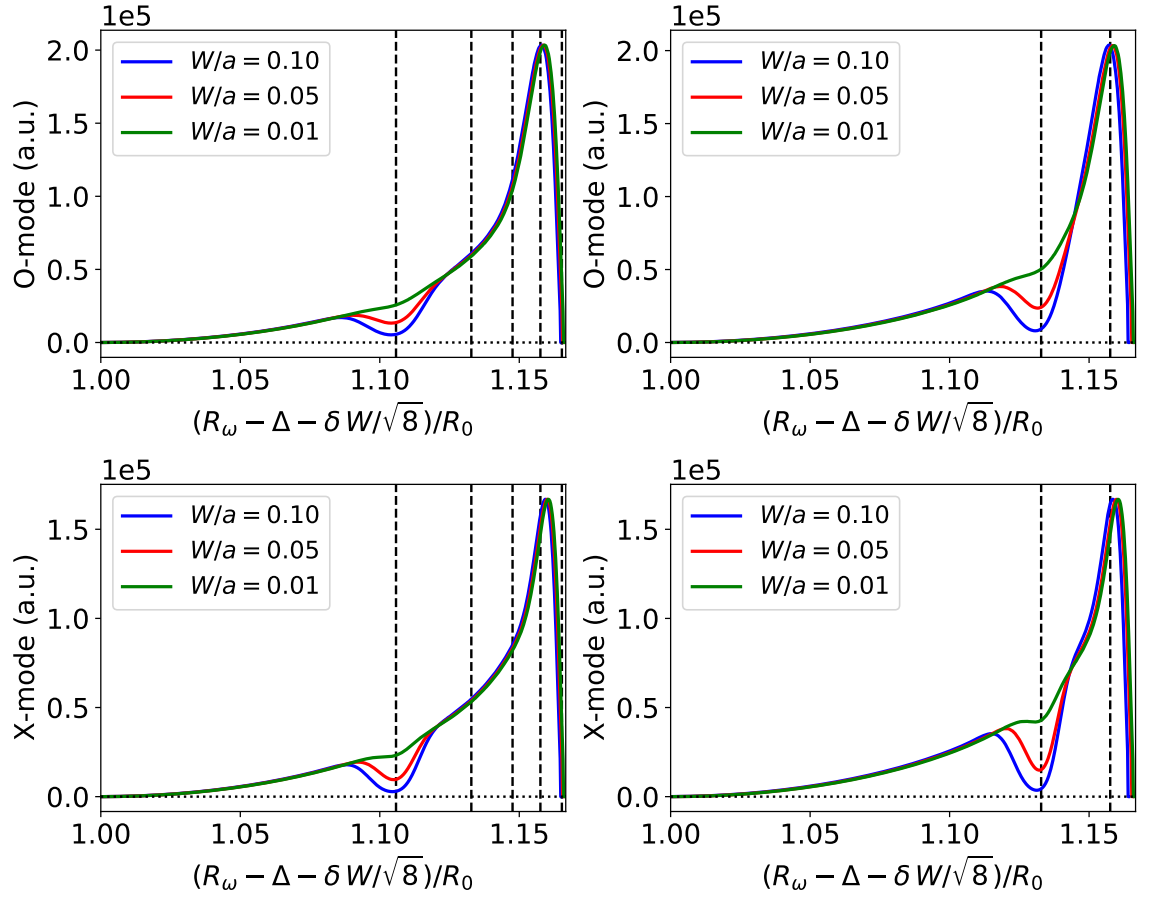 1e5
O-mode (a.u.)
2.0
1.5
1.0
0.5
0.0
W/a = 0.10
W/a = 0.05
W/a = 0.01
1.00 1.05 1.10 1.15
(R_ω − Δ − δ W/√8)/R_0
1e5
O-mode (a.u.)
2.0
1.5
1.0
0.5
0.0
W/a = 0.10
W/a = 0.05
W/a = 0.01
1.00 1.05 1.10 1.15
(R_ω − Δ − δ W/√8)/R_0
1e5
X-mode (a.u.)
1.5
1.0
0.5
0.0
W/a = 0.10
W/a = 0.05
W/a = 0.01
1.00 1.05 1.10 1.15
(R_ω − Δ − δ W/√8)/R_0
1e5
X-mode (a.u.)
1.5
1.0
0.5
0.0
W/a = 0.10
W/a = 0.05
W/a = 0.01
1.00 1.05 1.10 1.15
(R_ω − Δ − δ W/√8)/R_0